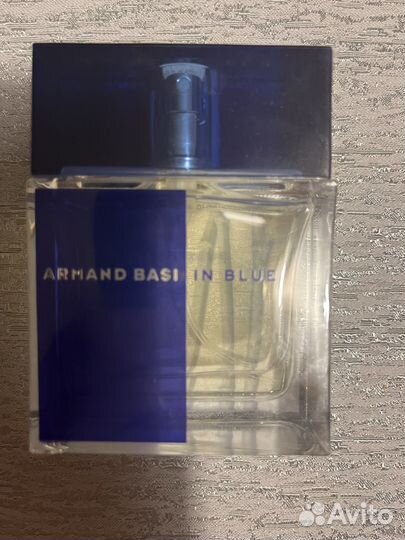 ARMAND BASI IN BLUE
Avito